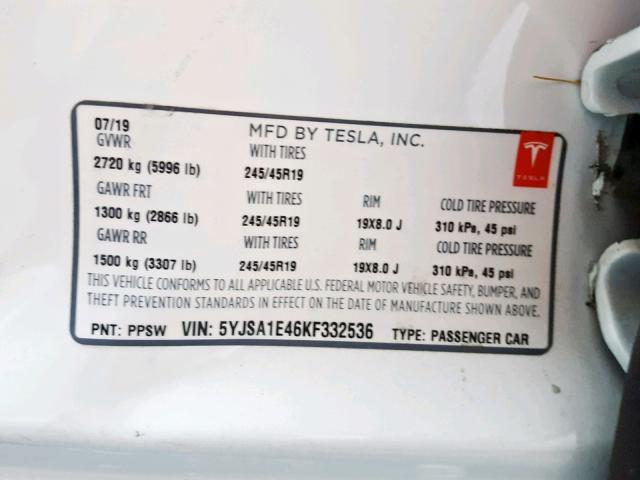 07/19 MFD BY TESLA, INC.
GVWR WITH TIRES
2720 kg (5996 lb) 245/45R19
TESLA
GAWR FRT WITH TIRES RIM COLD TIRE PRESSURE
1300 kg (2866 lb) 245/45R19 19X8.0 J 310 kPa, 45 psi
GAWR RR WITH TIRES RIM COLD TIRE PRESSURE
1500 kg (3307 lb) 245/45R19 19X8.0 J 310 kPa, 45 psi
THIS VEHICLE CONFORMS TO ALL APPLICABLE U.S. FEDERAL MOTOR VEHICLE SAFETY, BUMPER, AND
THEFT PREVENTION STANDARDS IN EFFECT ON THE DATE OF MANUFACTURE SHOWN ABOVE.
PNT: PPSW VIN: 5YJSA1E46KF332536 TYPE: PASSENGER CAR